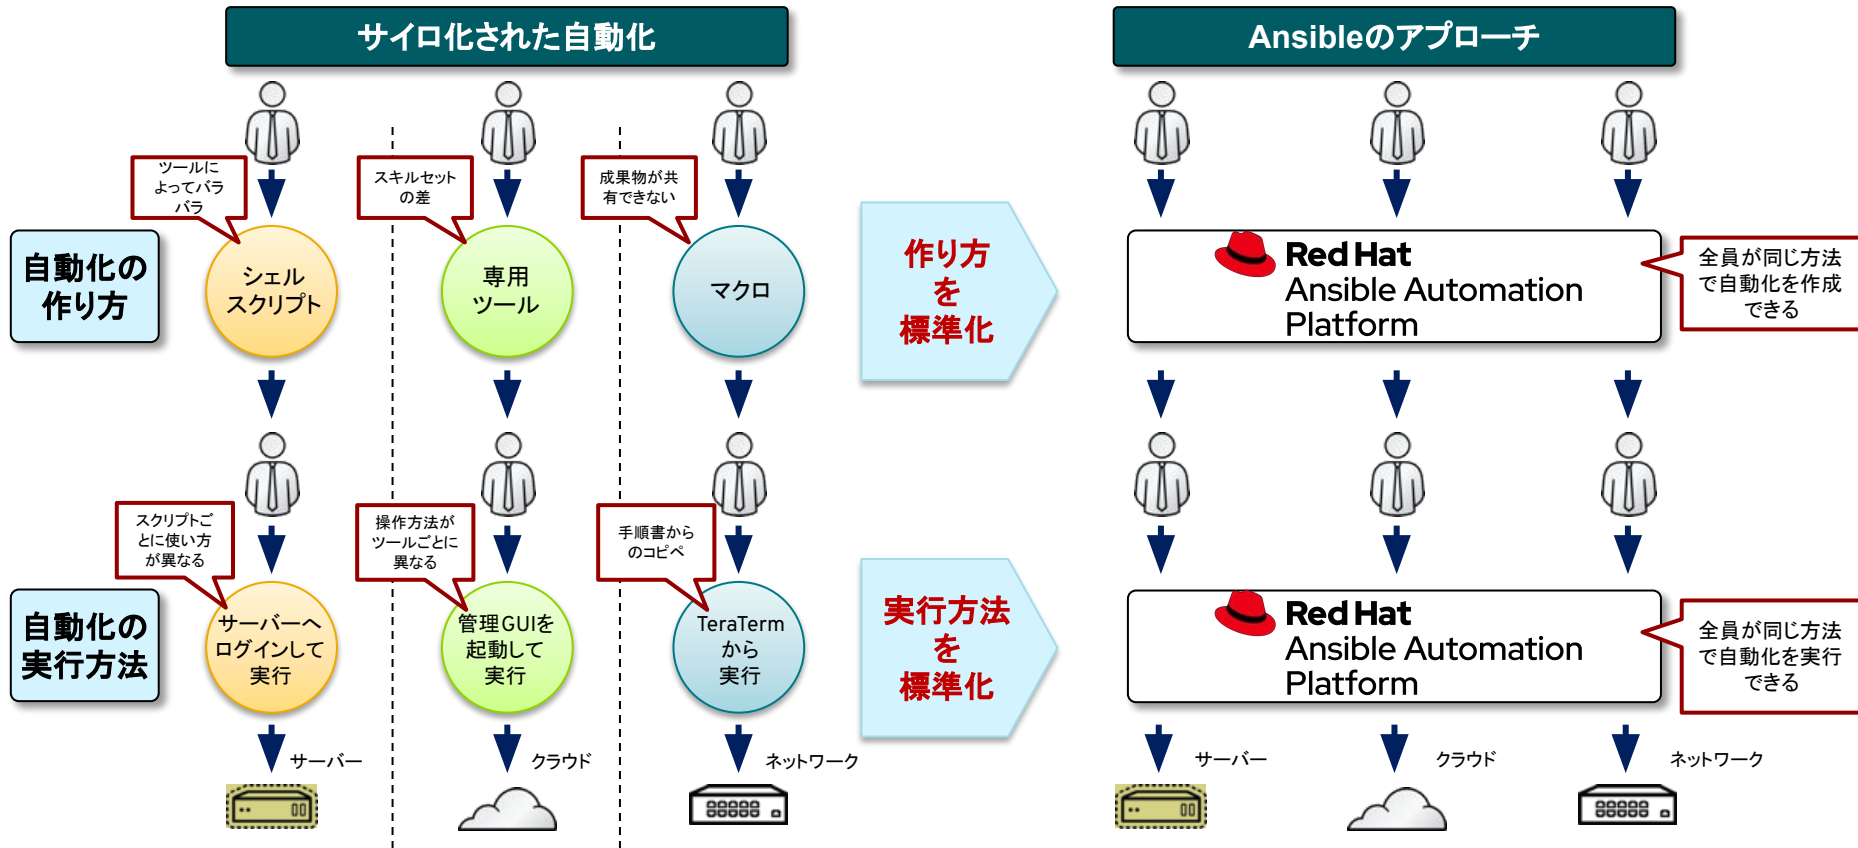 サイロ化された自動化
Ansibleのアプローチ
ツールに
よってバラ
バラ
スキルセット
の差
成果物が共
有できない
自動化の
作り方
シェル
スクリプト
専用
ツール
マクロ
作り方
を
標準化
Red Hat
Ansible Automation
Platform
全員が同じ方法
で自動化を作成
できる
スクリプトご
とに使い方
が異なる
操作方法が
ツールごとに
異なる
手順書から
のコピペ
自動化の
実行方法
サーバーへ
ログインして
実行
管理GUIを
起動して
実行
TeraTerm
から
実行
実行方法
を
標準化
Red Hat
Ansible Automation
Platform
全員が同じ方法
で自動化を実行
できる
サーバー
クラウド
ネットワーク
サーバー
クラウド
ネットワーク